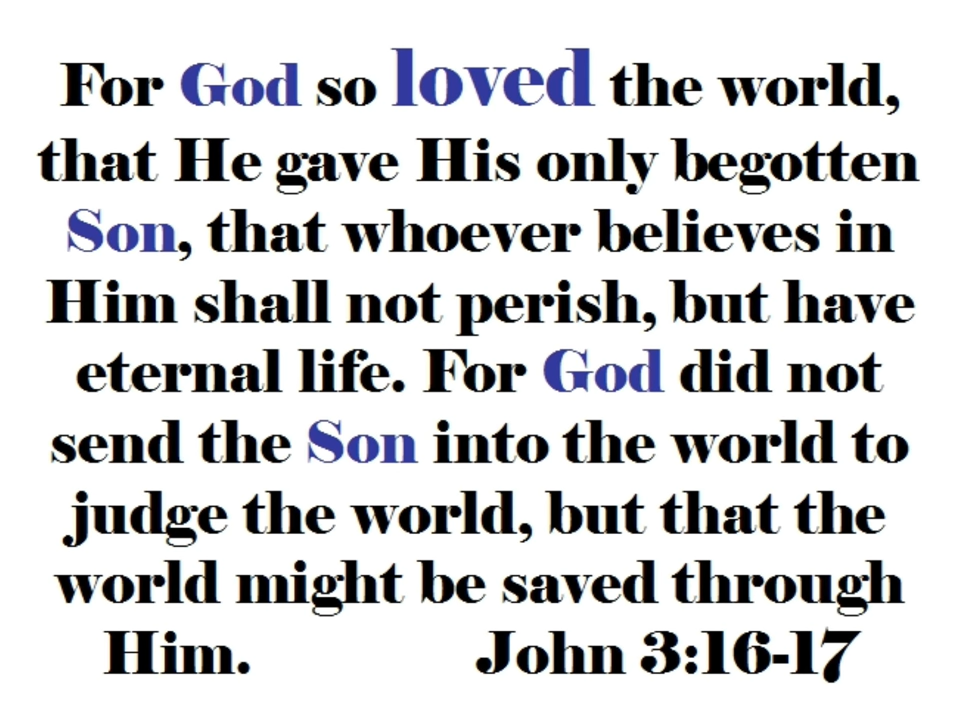 For God so loved the world,
that He gave His only begotten
Son, that whoever believes in
Him shall not perish, but have
eternal life. For God did not
send the Son into the world to
judge the world, but that the
world might be saved through
Him. John 3:16-17